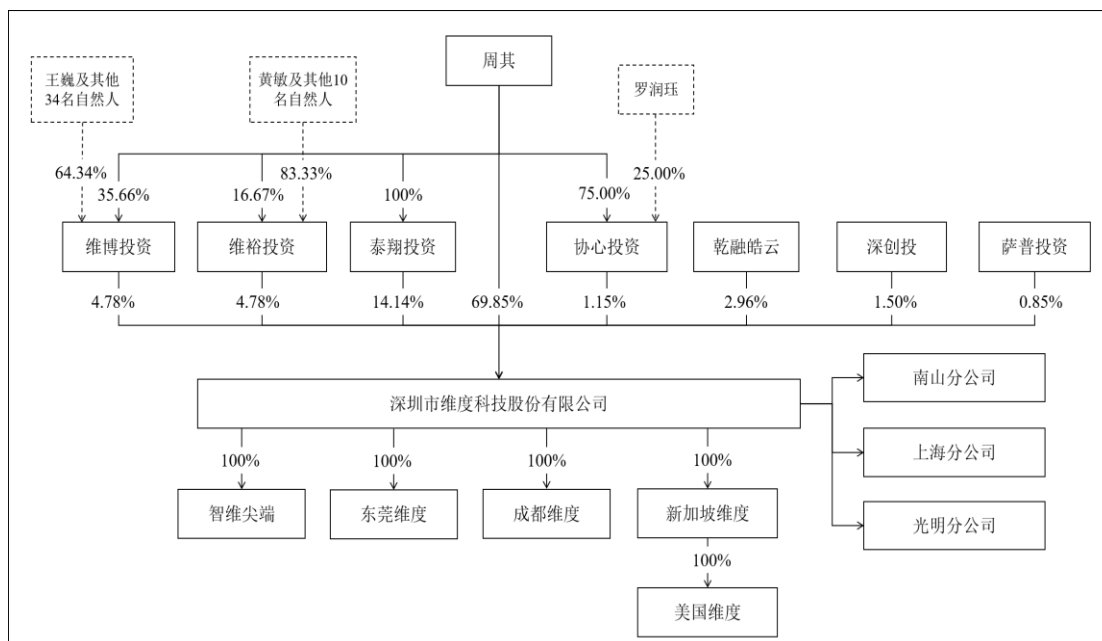 周其
王巍及其他
34名自然人
黄敏及其他10
名自然人
罗润珏
64.34%
83.33%
25.00%
35.66%
16.67%
100%
75.00%
维博投资
维裕投资
泰翔投资
协心投资
乾融皓云
深创投
萨普投资
4.78%
4.78%
14.14%
69.85%
1.15%
2.96%
1.50%
0.85%
深圳市维度科技股份有限公司
南山分公司
上海分公司
光明分公司
100%
100%
100%
100%
智维尖端
东莞维度
成都维度
新加坡维度
100%
美国维度